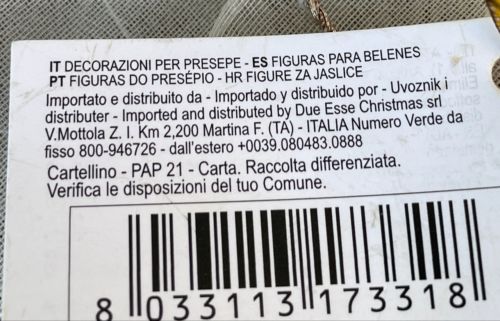 IT DECORAZIONI PER PRESEPE - ES FIGURAS PARA BELENES
PT FIGURAS DO PRESÉPIO - HR FIGURE ZA JASLICE
Importato e distribuito da - Importado y distribuido por - Uvoznik i
distributer - Imported and distributed by Due Esse Christmas srl
V.Mottola Z. I. Km 2,200 Martina F. (TA) - ITALIA Numero Verde da
fisso 800-946726 - dall'estero +0039.080483.0888
Cartellino - PAP 21 - Carta. Raccolta differenziata.
Verifica le disposizioni del tuo Comune.
8 033113 173318